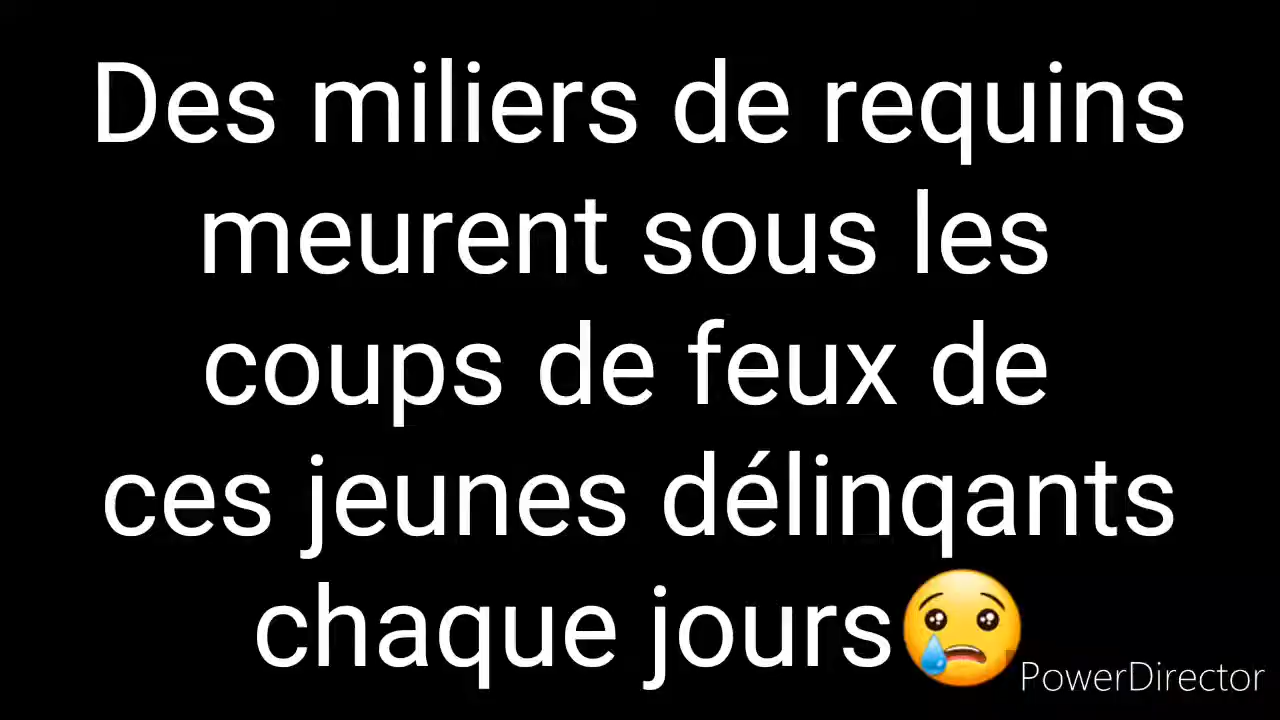 Des miliers de requins
meurent sous les
coups de feux de
ces jeunes délinqants
chaque jours😢
PowerDirector